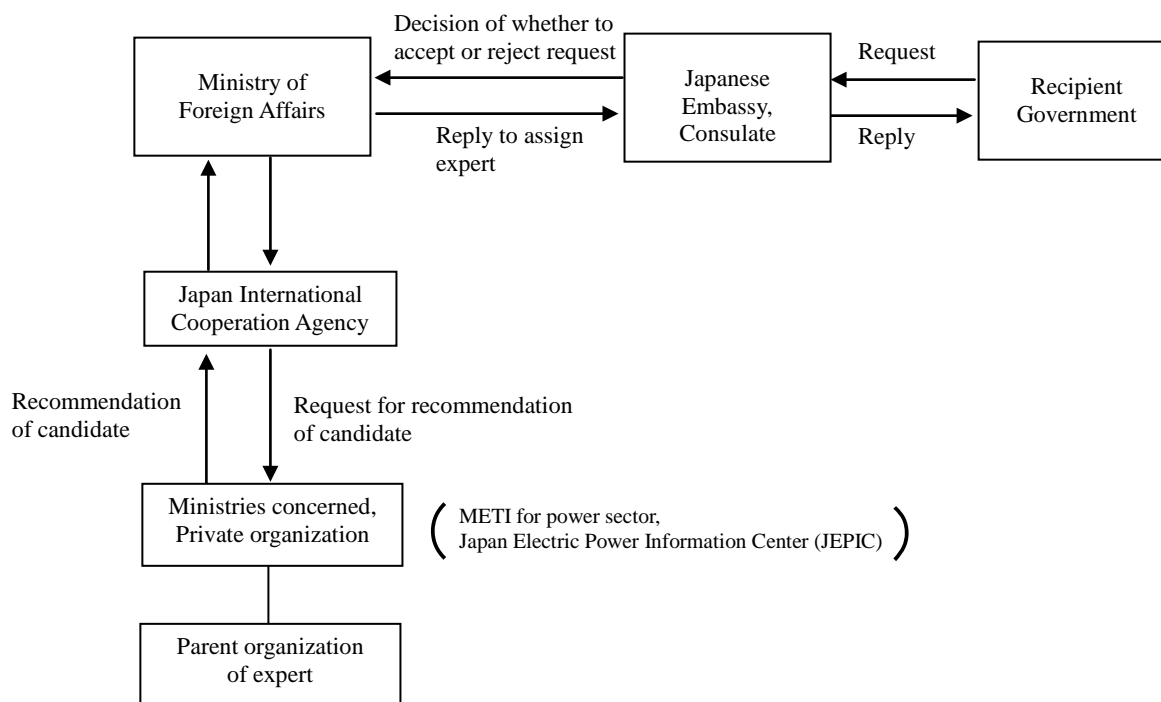 Decision of whether to
accept or reject request
Ministry of
Foreign Affairs
Japanese
Embassy,
Consulate
Request
Recipient
Government
Reply to assign
expert
Reply
Japan International
Cooperation Agency
Recommendation
of candidate
Request for recommendation
of candidate
Ministries concerned,
Private organization
( METI for power sector,
Japan Electric Power Information Center (JEPIC) )
Parent organization
of expert